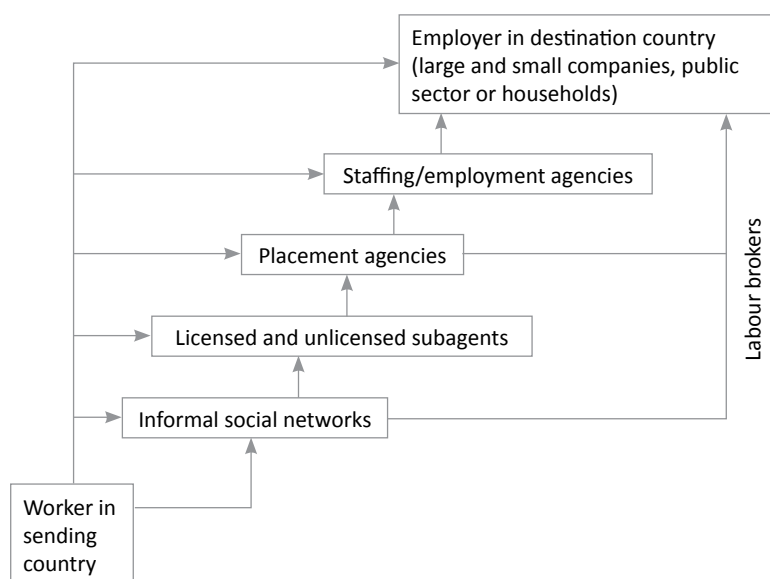 Employer in destination country
(large and small companies, public
sector or households)
Staffing/employment agencies
Placement agencies
Labour brokers
Licensed and unlicensed subagents
Informal social networks
Worker in
sending
country